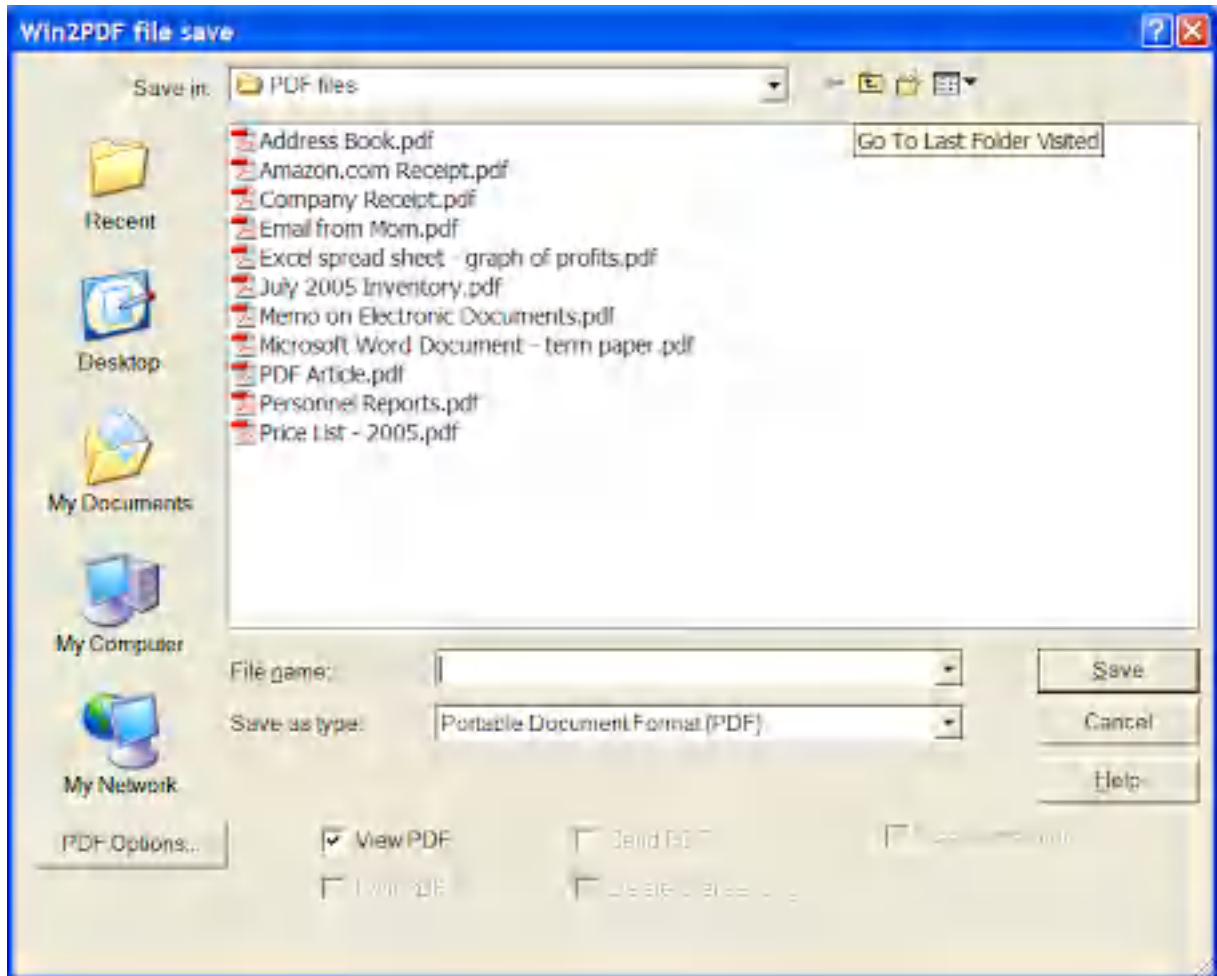 Win2PDF file save
Save in: PDF files
Go To Last Folder Visited
Address Book.pdf
Amazon.com Receipt.pdf
Company Receipt.pdf
Email from Mom.pdf
Excel spread sheet - graph of profits.pdf
July 2005 Inventory.pdf
Memo on Electronic Documents.pdf
Microsoft Word Document - term paper.pdf
PDF Article.pdf
Personnel Reports.pdf
Price List - 2005.pdf
Recent
Desktop
My Documents
My Computer
My Network
File name:
Save
Save as type: Portable Document Format (PDF)
Cancel
Help
PDF Options...
View PDF
Send PDF